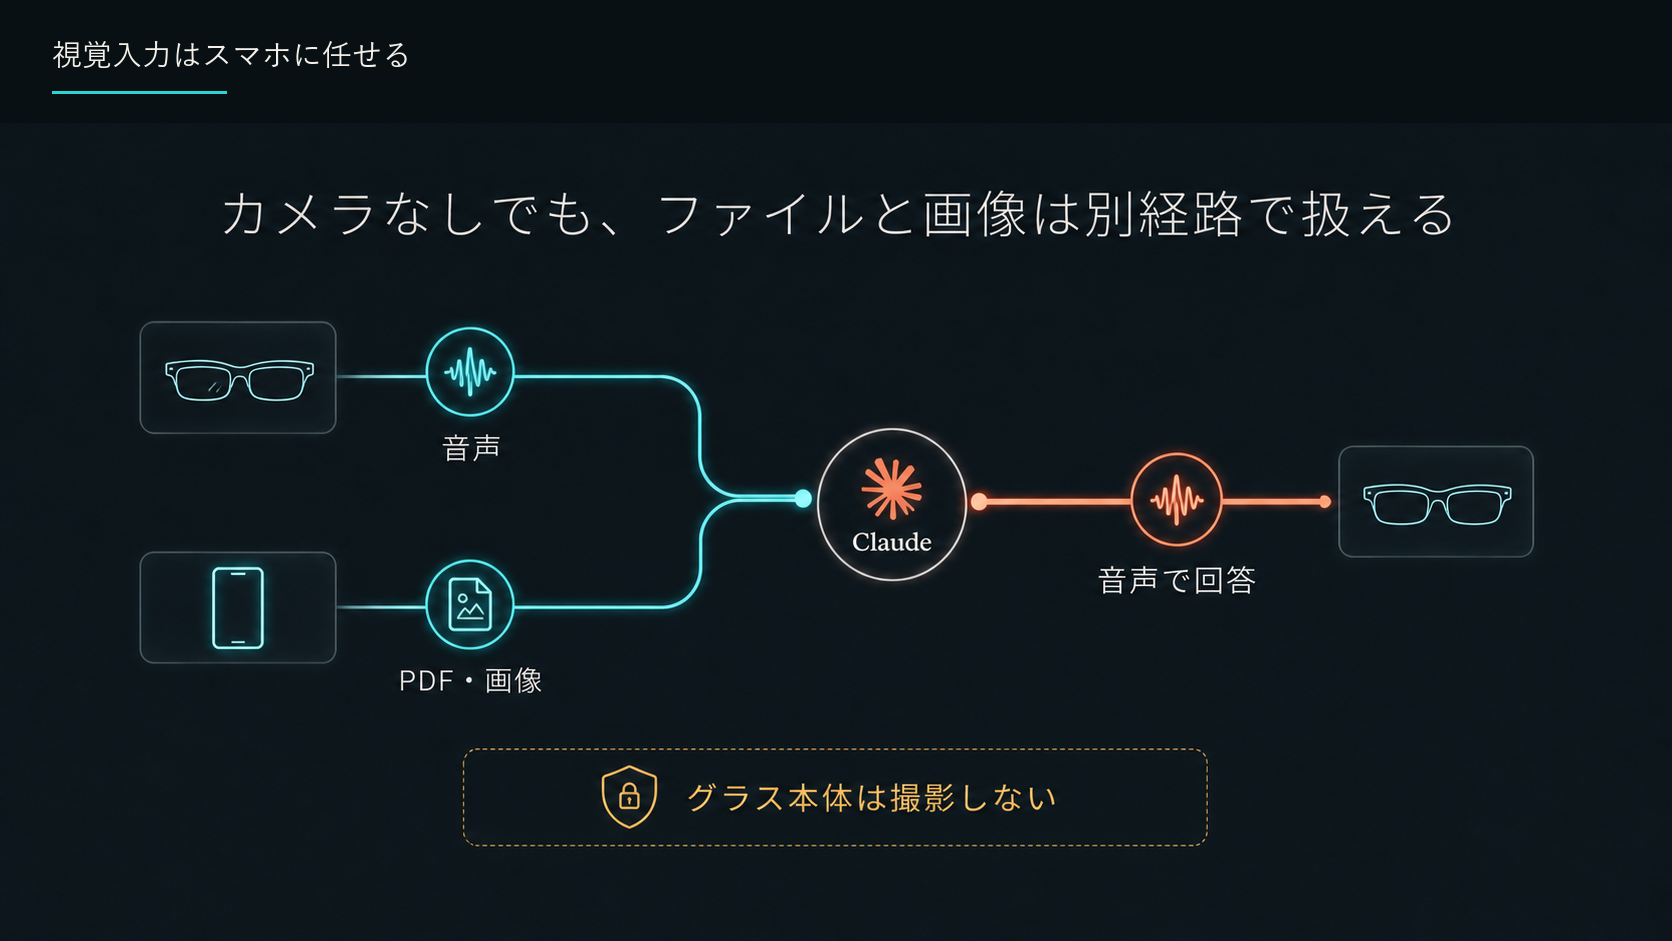 視覚入力はスマホに任せる
カメラなしでも、ファイルと画像は別経路で扱える
音声
PDF・画像
Claude
音声で回答
グラス本体は撮影しない